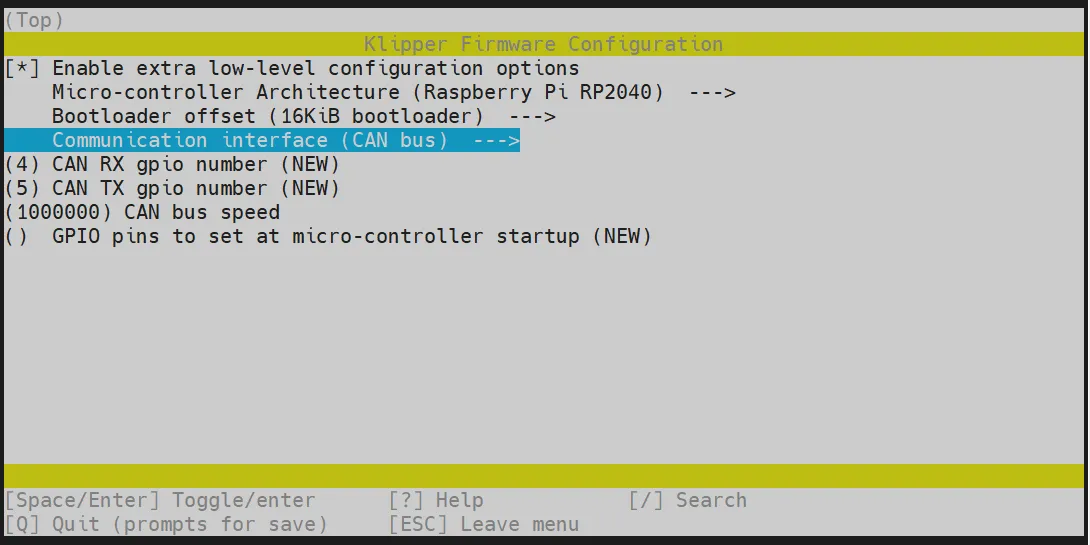 (Top)
Klipper Firmware Configuration
[*] Enable extra low-level configuration options
Micro-controller Architecture (Raspberry Pi RP2040)  --->
Bootloader offset (16KiB bootloader)  --->
Communication interface (CAN bus)  --->
(4) CAN RX gpio number (NEW)
(5) CAN TX gpio number (NEW)
(1000000) CAN bus speed
()  GPIO pins to set at micro-controller startup (NEW)
[Space/Enter] Toggle/enter      [?] Help            [/] Search
[Q] Quit (prompts for save)     [ESC] Leave menu